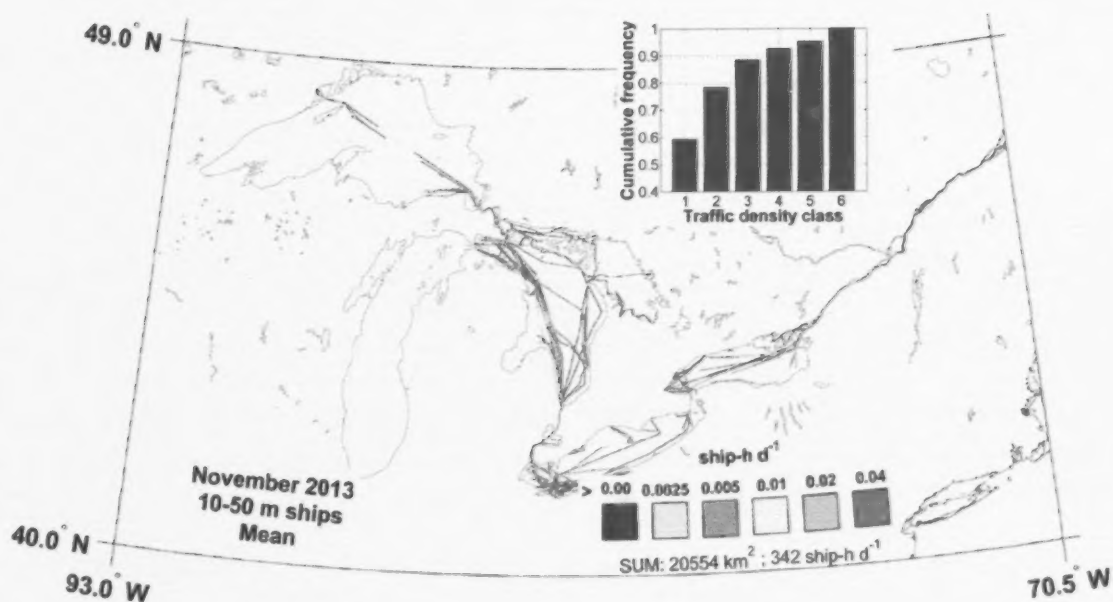 49.0° N
Cumulative frequency
1
0.9
0.8
0.7
0.6
0.5
0.4
1 2 3 4 5 6
Traffic density class
November 2013
10-50 m ships
Mean
ship-h d⁻¹
> 0.00 0.0025 0.005 0.01 0.02 0.04
SUM: 20554 km² ; 342 ship-h d⁻¹
40.0° N
93.0° W
70.5° W